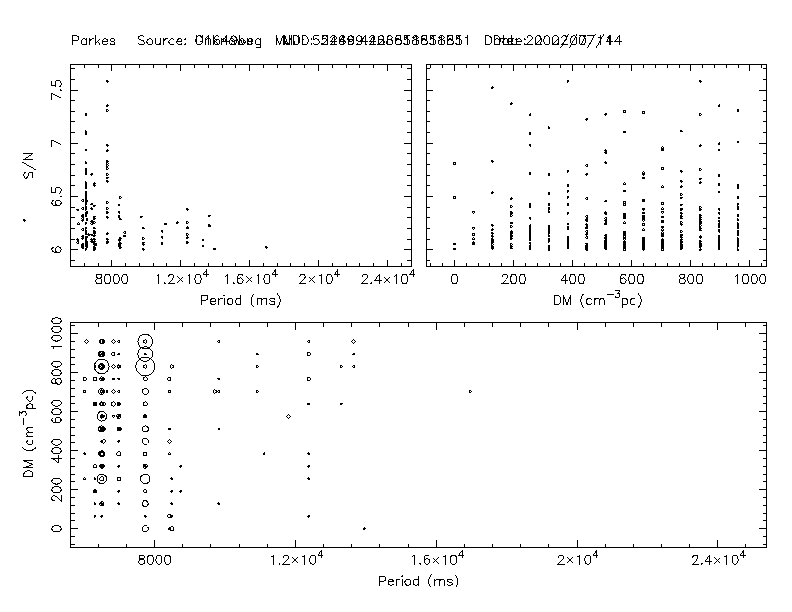 Parkes Source:
7.5
7
6.5
6
S/N
8000 1.2×10⁴ 1.6×10⁴ 2×10⁴ 2.4×10⁴
Period (ms)
0 200 400 600 800 1000
DM (cm⁻³pc)
1000
800
600
400
200
0
DM (cm⁻³pc)
8000 1.2×10⁴ 1.6×10⁴ 2×10⁴ 2.4×10⁴
Period (ms)